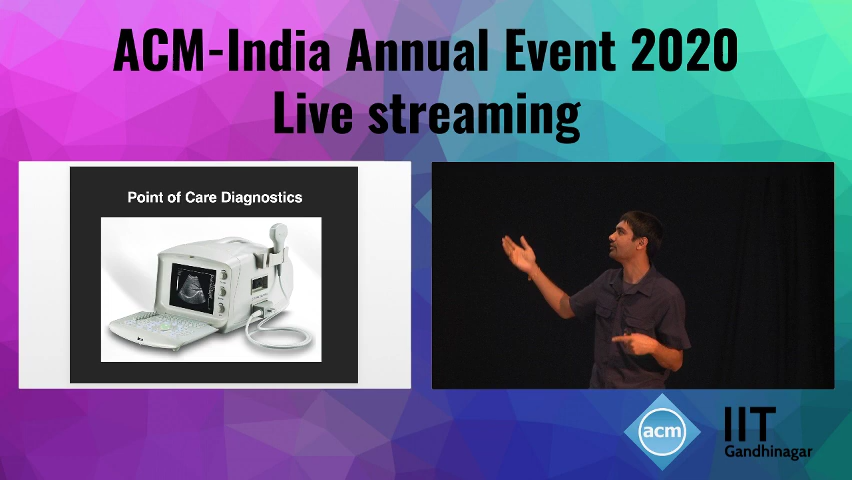 ACM-India Annual Event 2020
Live streaming
Point of Care Diagnostics
acm
IIT
Gandhinagar